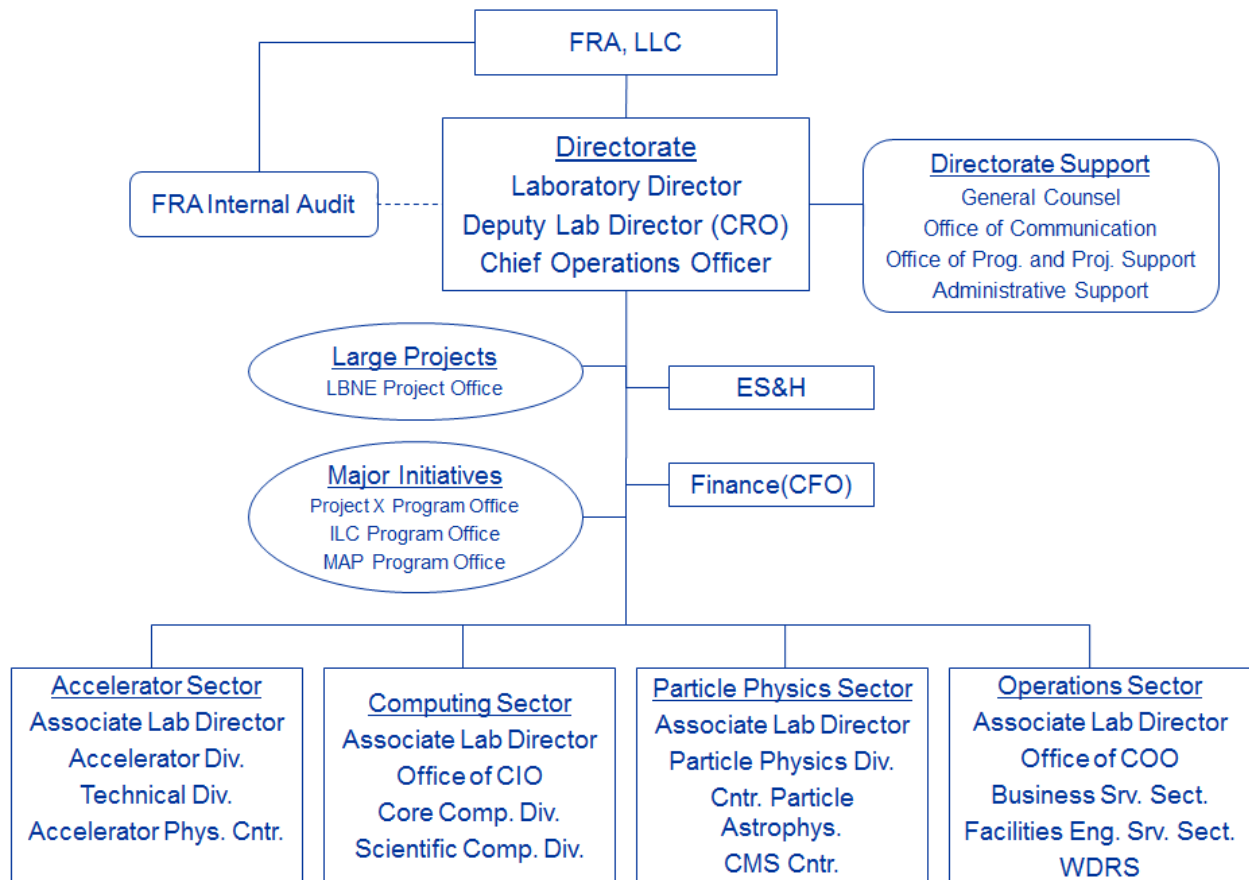 FRA, LLC
Directorate
Laboratory Director
Deputy Lab Director (CRO)
Chief Operations Officer
FRA Internal Audit
Directorate Support
General Counsel
Office of Communication
Office of Prog. and Proj. Support
Administrative Support
Large Projects
LBNE Project Office
ES&H
Major Initiatives
Project X Program Office
ILC Program Office
MAP Program Office
Finance(CFO)
Accelerator Sector
Associate Lab Director
Accelerator Div.
Technical Div.
Accelerator Phys. Cntr.
Computing Sector
Associate Lab Director
Office of CIO
Core Comp. Div.
Scientific Comp. Div.
Particle Physics Sector
Associate Lab Director
Particle Physics Div.
Cntr. Particle
Astrophys.
CMS Cntr.
Operations Sector
Associate Lab Director
Office of COO
Business Srv. Sect.
Facilities Eng. Srv. Sect.
WDRS